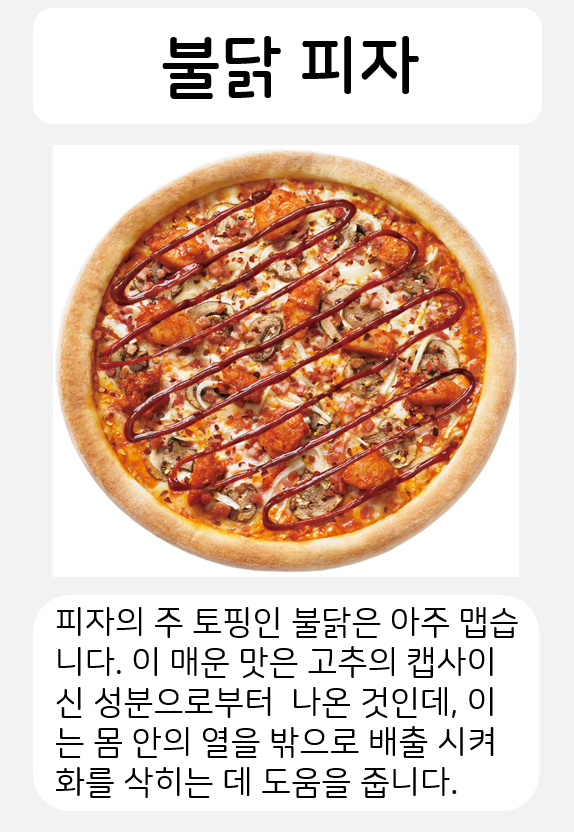 불닭 피자
피자의 주 토핑인 불닭은 아주 맵습
니다. 이 매운 맛은 고추의 캡사이
신 성분으로부터  나온 것인데, 이
는 몸 안의 열을 밖으로 배출 시켜
화를 삭히는 데 도움을 줍니다.